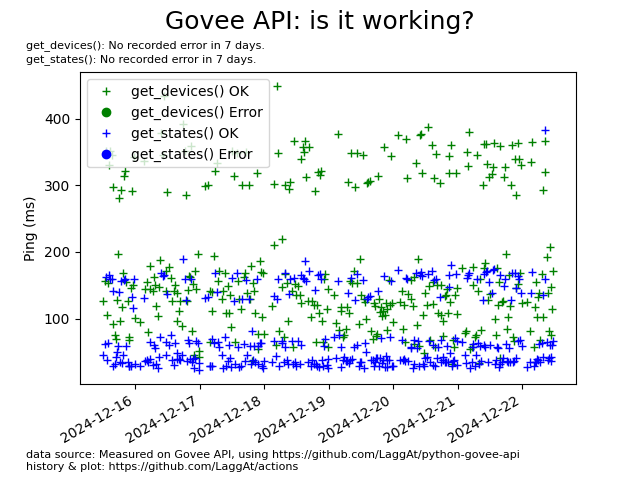 Govee API: is it working?
get_devices(): No recorded error in 7 days.
get_states(): No recorded error in 7 days.
get_devices() OK
get_devices() Error
get_states() OK
get_states() Error
Ping (ms)
400
300
200
100
2024-12-16
2024-12-17
2024-12-18
2024-12-19
2024-12-20
2024-12-21
2024-12-22
data source: Measured on Govee API, using https://github.com/LaggAt/python-govee-api
history & plot: https://github.com/LaggAt/actions